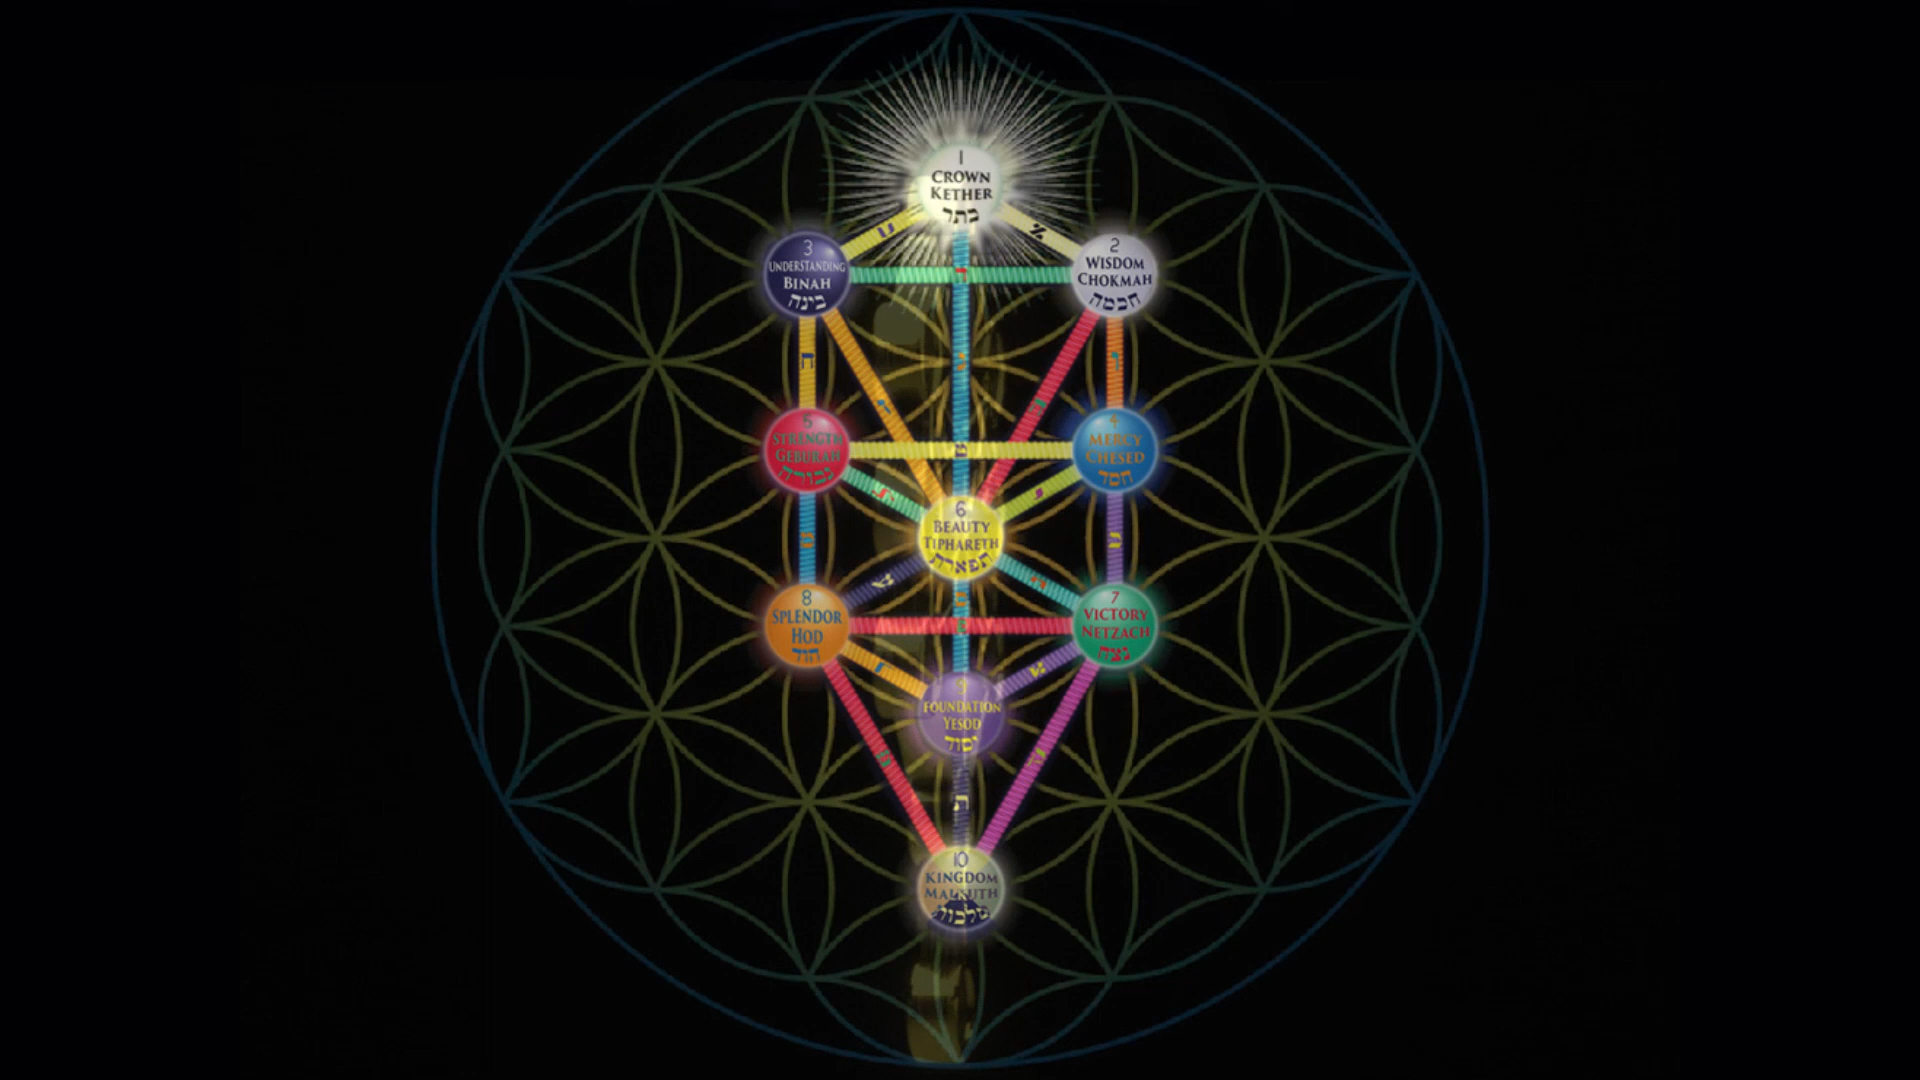 1
CROWN
KETHER
כתר
3
UNDERSTANDING
BINAH
בינה
2
WISDOM
CHOKMAH
חכמה
ח
5
STRENGTH
GEBURAH
גבורה
4
MERCY
CHESED
חסד
6
BEAUTY
TIPHARETH
תפארת
8
SPLENDOR
HOD
הוד
7
VICTORY
NETZACH
נצח
9
FOUNDATION
YESOD
יסוד
ת
10
KINGDOM
MALKUTH
מלכות